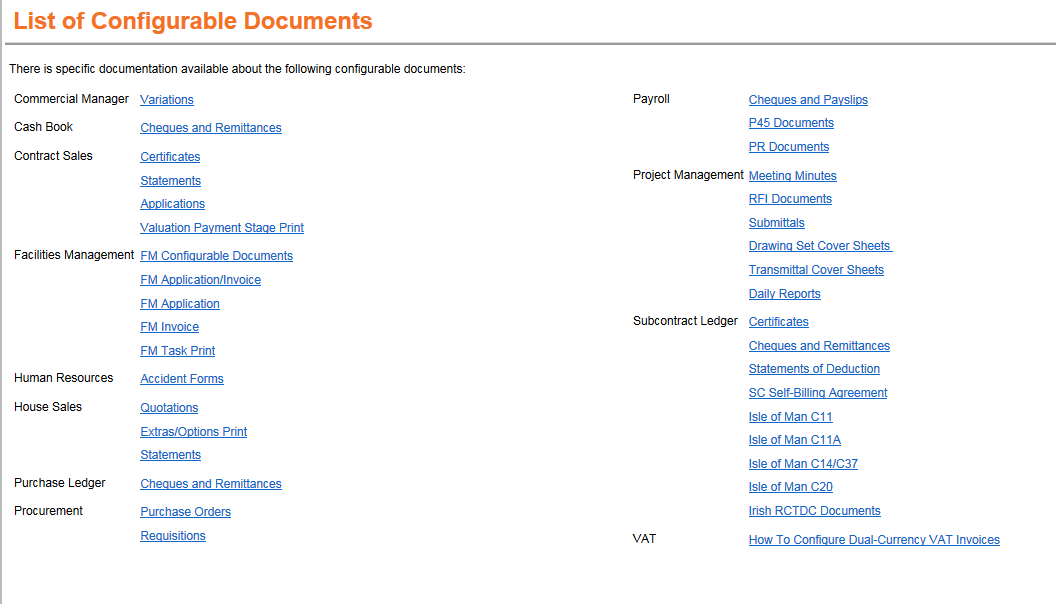 List of Configurable Documents
There is specific documentation available about the following configurable documents:
Commercial Manager Variations
Cash Book Cheques and Remittances
Contract Sales Certificates
Statements
Applications
Valuation Payment Stage Print
Facilities Management FM Configurable Documents
FM Application/Invoice
FM Application
FM Invoice
FM Task Print
Human Resources Accident Forms
House Sales Quotations
Extras/Options Print
Statements
Purchase Ledger Cheques and Remittances
Procurement Purchase Orders
Requisitions
Payroll Cheques and Payslips
P45 Documents
PR Documents
Project Management Meeting Minutes
RFI Documents
Submittals
Drawing Set Cover Sheets
Transmittal Cover Sheets
Daily Reports
Subcontract Ledger Certificates
Cheques and Remittances
Statements of Deduction
SC Self-Billing Agreement
Isle of Man C11
Isle of Man C11A
Isle of Man C14/C37
Isle of Man C20
Irish RCTDC Documents
VAT How To Configure Dual-Currency VAT Invoices